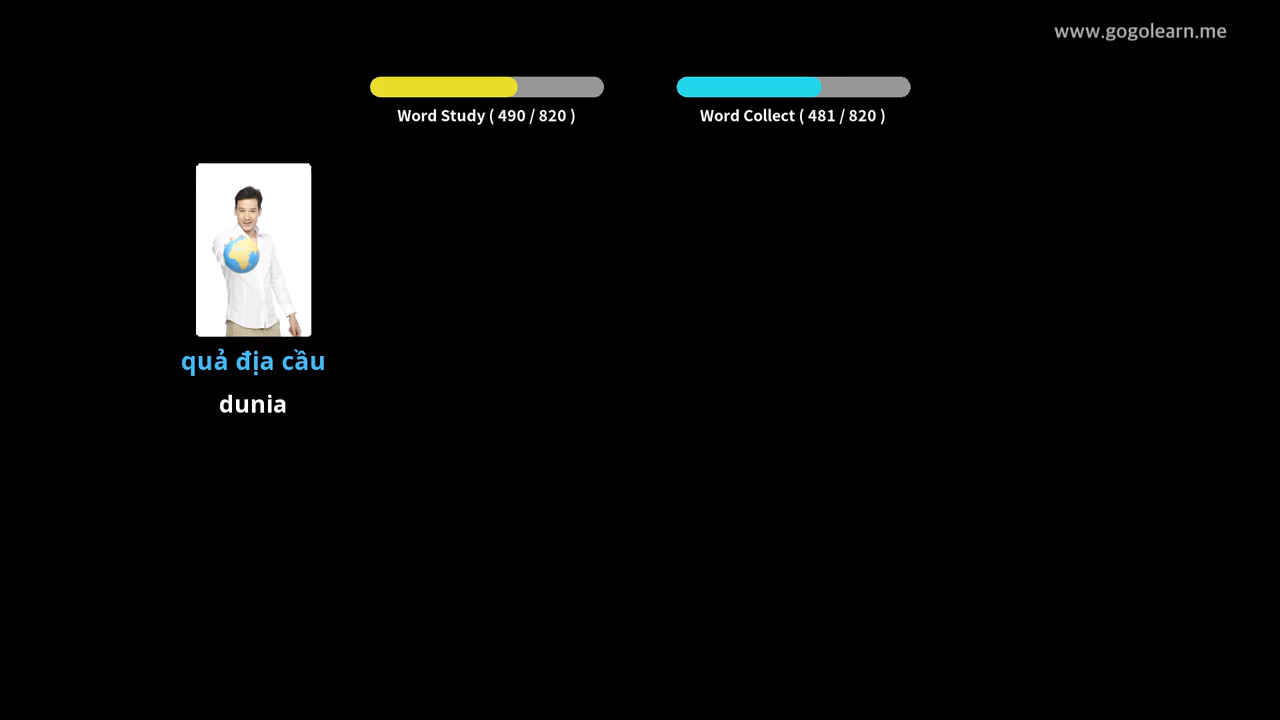 www.gogolearn.me
Word Study ( 490 / 820 )
Word Collect ( 481 / 820 )
quả địa cầu
dunia